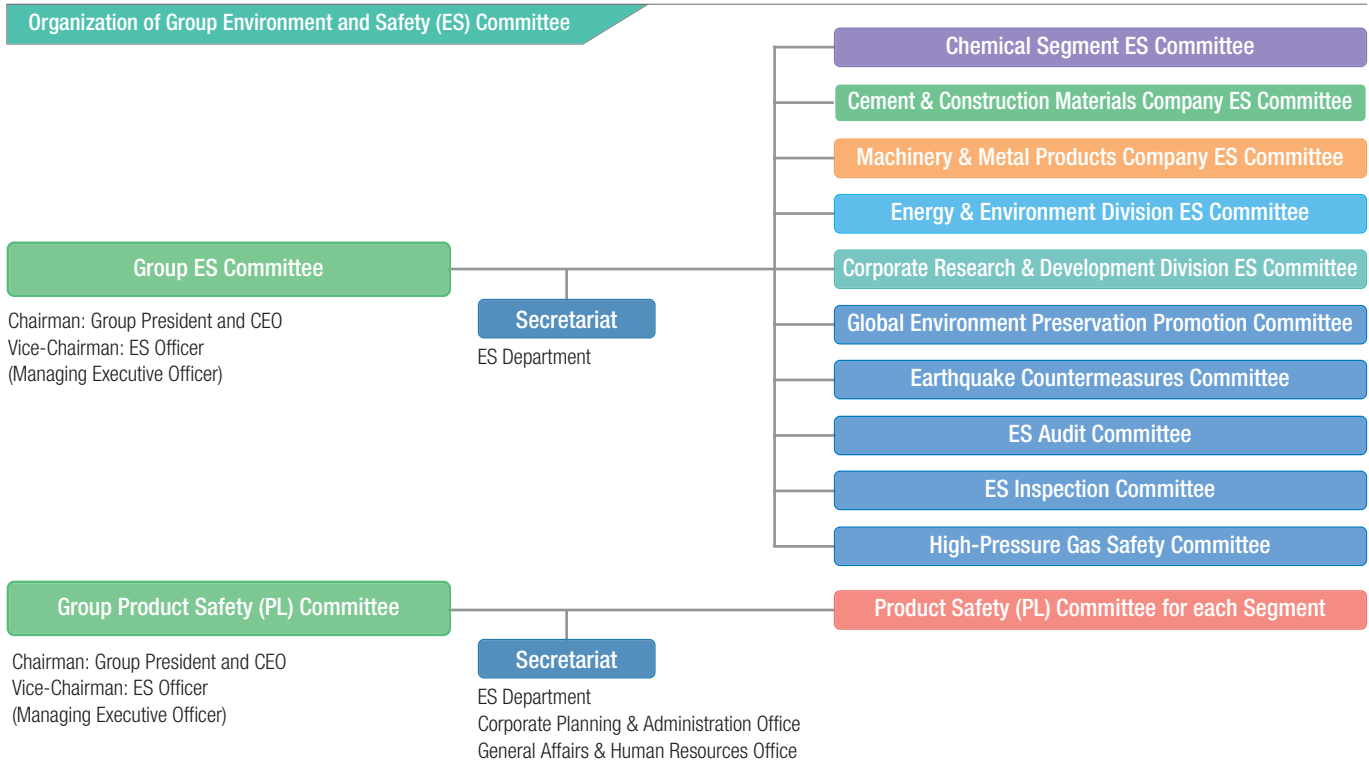 Organization of Group Environment and Safety (ES) Committee
Chemical Segment ES Committee
Cement & Construction Materials Company ES Committee
Machinery & Metal Products Company ES Committee
Energy & Environment Division ES Committee
Group ES Committee
Corporate Research & Development Division ES Committee
Chairman: Group President and CEO
Vice-Chairman: ES Officer
(Managing Executive Officer)
Secretariat
ES Department
Global Environment Preservation Promotion Committee
Earthquake Countermeasures Committee
ES Audit Committee
ES Inspection Committee
High-Pressure Gas Safety Committee
Group Product Safety (PL) Committee
Product Safety (PL) Committee for each Segment
Chairman: Group President and CEO
Vice-Chairman: ES Officer
(Managing Executive Officer)
Secretariat
ES Department
Corporate Planning & Administration Office
General Affairs & Human Resources Office